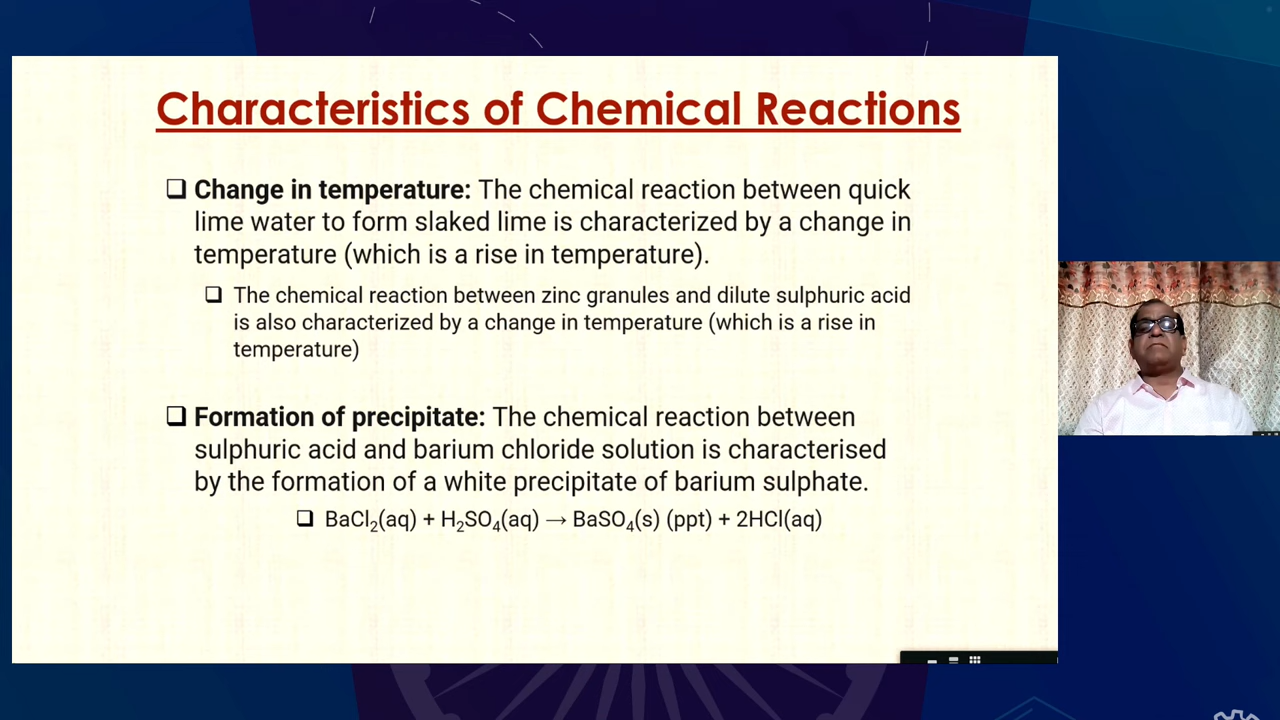 Characteristics of Chemical Reactions
❑ Change in temperature: The chemical reaction between quick
lime water to form slaked lime is characterized by a change in
temperature (which is a rise in temperature).
❑ The chemical reaction between zinc granules and dilute sulphuric acid
is also characterized by a change in temperature (which is a rise in
temperature)
❑ Formation of precipitate: The chemical reaction between
sulphuric acid and barium chloride solution is characterised
by the formation of a white precipitate of barium sulphate.
❑ BaCl₂(aq) + H₂SO₄(aq) → BaSO₄(s) (ppt) + 2HCl(aq)